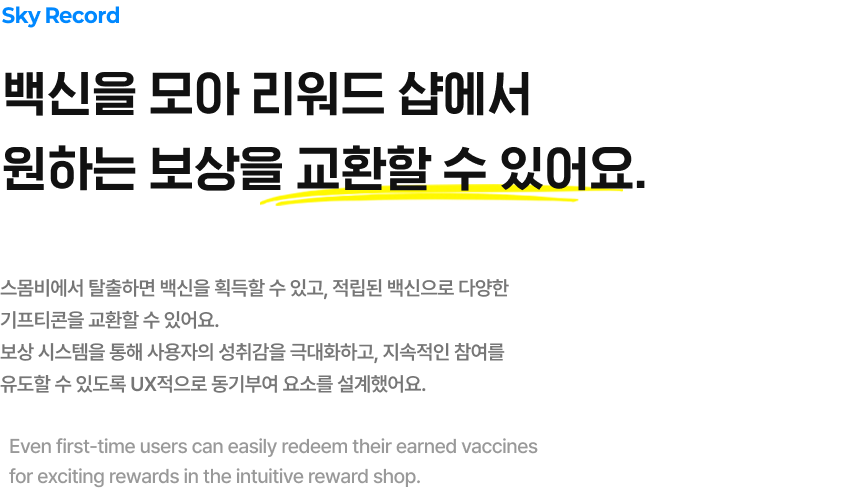 Sky Record
백신을 모아 리워드 샵에서
원하는 보상을 교환할 수 있어요.
스몸비에서 탈출하면 백신을 획득할 수 있고, 적립된 백신으로 다양한
기프티콘을 교환할 수 있어요.
보상 시스템을 통해 사용자의 성취감을 극대화하고, 지속적인 참여를
유도할 수 있도록 UX적으로 동기부여 요소를 설계했어요.
Even first-time users can easily redeem their earned vaccines
for exciting rewards in the intuitive reward shop.